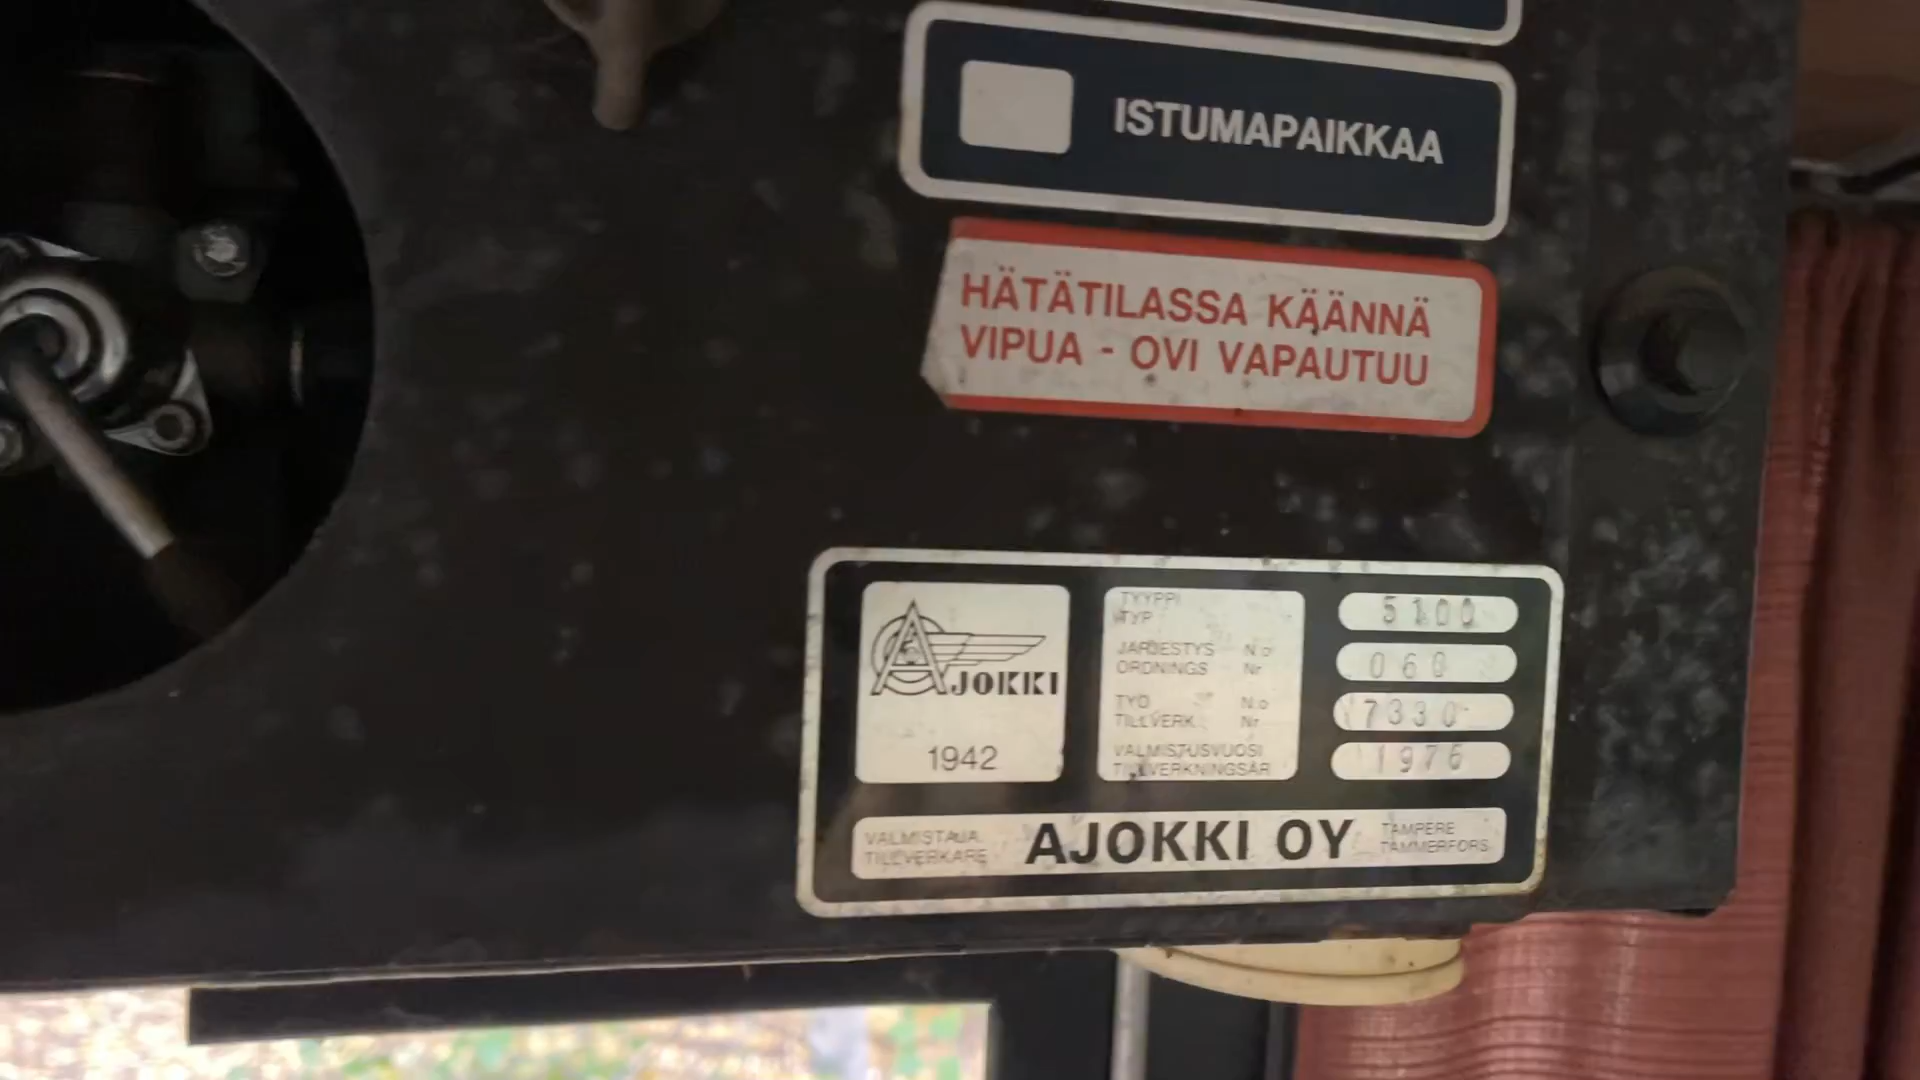 ISTUMAPAIKKAA
HÄTÄTILASSA KÄÄNNÄ
VIPUA - OVI VAPAUTUU
AJOKKI
1942
TYYPPI
TYP
5100
JÄRJESTYS No
ORDNINGS Nr
060
TYÖ No
TILLVERK. Nr
7330
VALMISTUSVUOSI
TILLVERKNINGSÅR
1976
VALMISTAJA
TILLVERKARE
AJOKKI OY
TAMPERE
TAMMERFORS